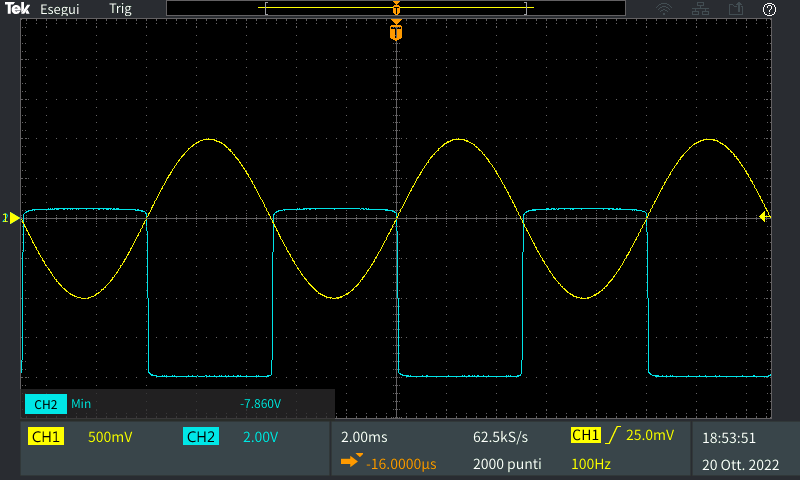 Tek Esegui Trig
T
T
?
1
CH2 Min -7.860V
CH1 500mV CH2 2.00V 2.00ms 62.5kS/s CH1 25.0mV 18:53:51
-16.0000µs 2000 punti 100Hz 20 Ott. 2022